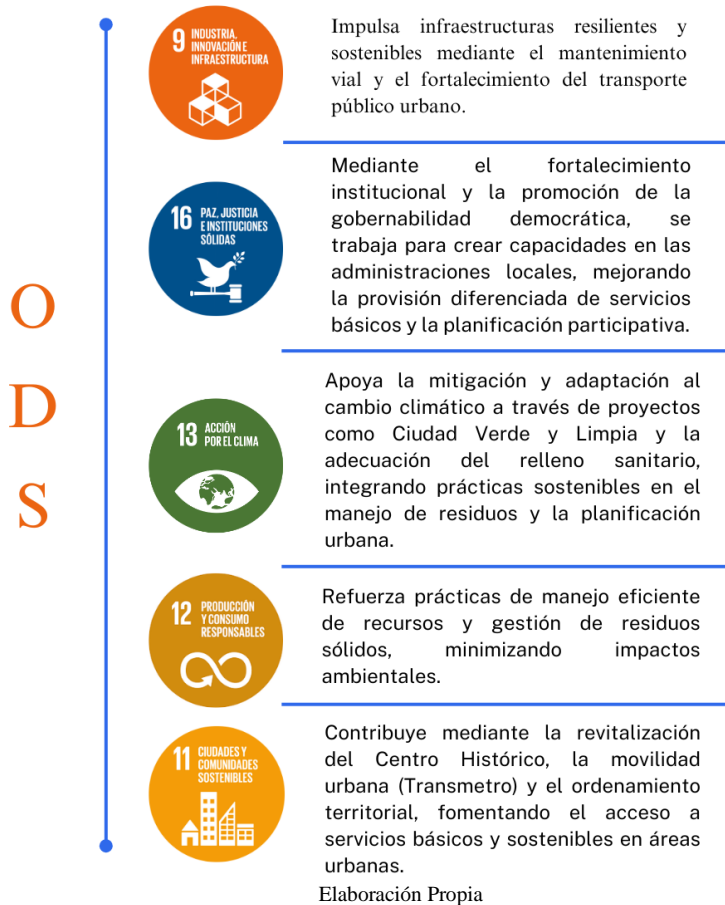 O
D
S
9 INDUSTRIA,
INNOVACIÓN E
INFRAESTRUCTURA
Impulsa infraestructuras resilientes y
sostenibles mediante el mantenimiento
vial y el fortalecimiento del transporte
público urbano.
16 PAZ, JUSTICIA
E INSTITUCIONES
SÓLIDAS
Mediante el fortalecimiento
institucional y la promoción de la
gobernabilidad democrática, se
trabaja para crear capacidades en las
administraciones locales, mejorando
la provisión diferenciada de servicios
básicos y la planificación participativa.
13 ACCIÓN
POR EL CLIMA
Apoya la mitigación y adaptación al
cambio climático a través de proyectos
como Ciudad Verde y Limpia y la
adecuación del relleno sanitario,
integrando prácticas sostenibles en el
manejo de residuos y la planificación
urbana.
12 PRODUCCIÓN
Y CONSUMO
RESPONSABLES
Refuerza prácticas de manejo eficiente
de recursos y gestión de residuos
sólidos, minimizando impactos
ambientales.
11 CIUDADES Y
COMUNIDADES
SOSTENIBLES
Contribuye mediante la revitalización
del Centro Histórico, la movilidad
urbana (Transmetro) y el ordenamiento
territorial, fomentando el acceso a
servicios básicos y sostenibles en áreas
urbanas.
Elaboración Propia